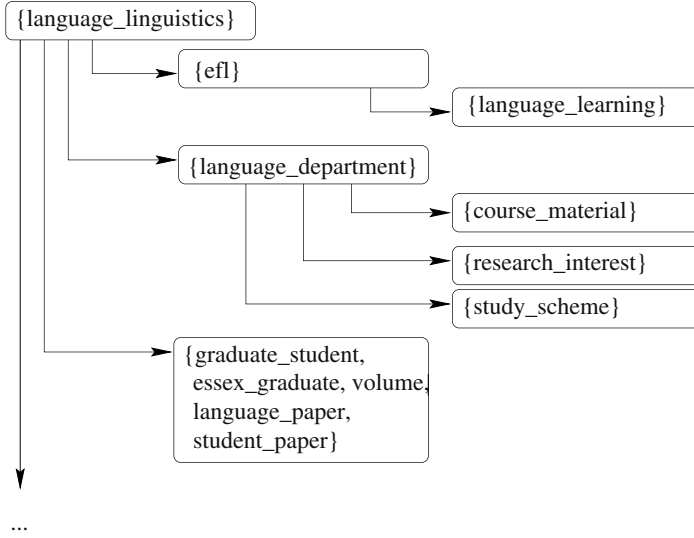 {language_linguistics}
{efl}
{language_learning}
{language_department}
{course_material}
{research_interest}
{study_scheme}
{graduate_student,
essex_graduate, volume,
language_paper,
student_paper}
...